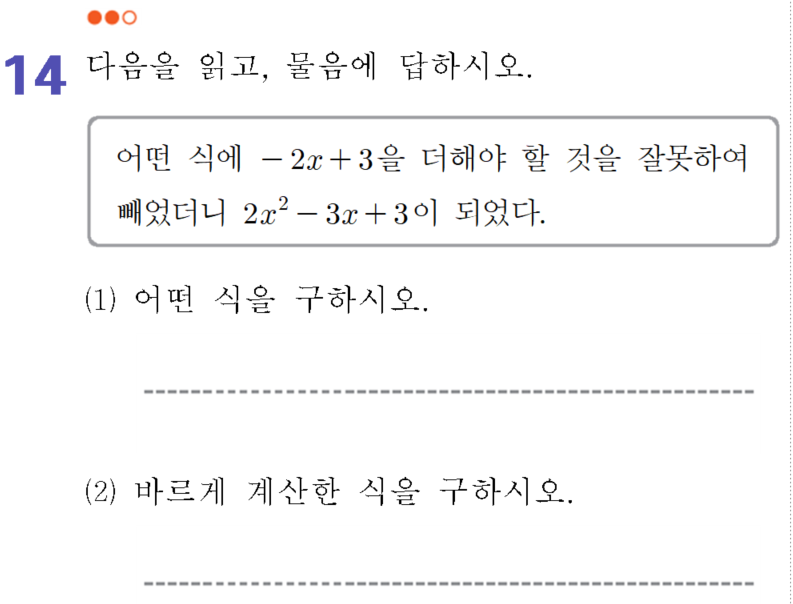 14 다음을 읽고, 물음에 답하시오.
어떤 식에 −2x+3을 더해야 할 것을 잘못하여
빼었더니 2x²−3x+3이 되었다.
(1) 어떤 식을 구하시오.
(2) 바르게 계산한 식을 구하시오.